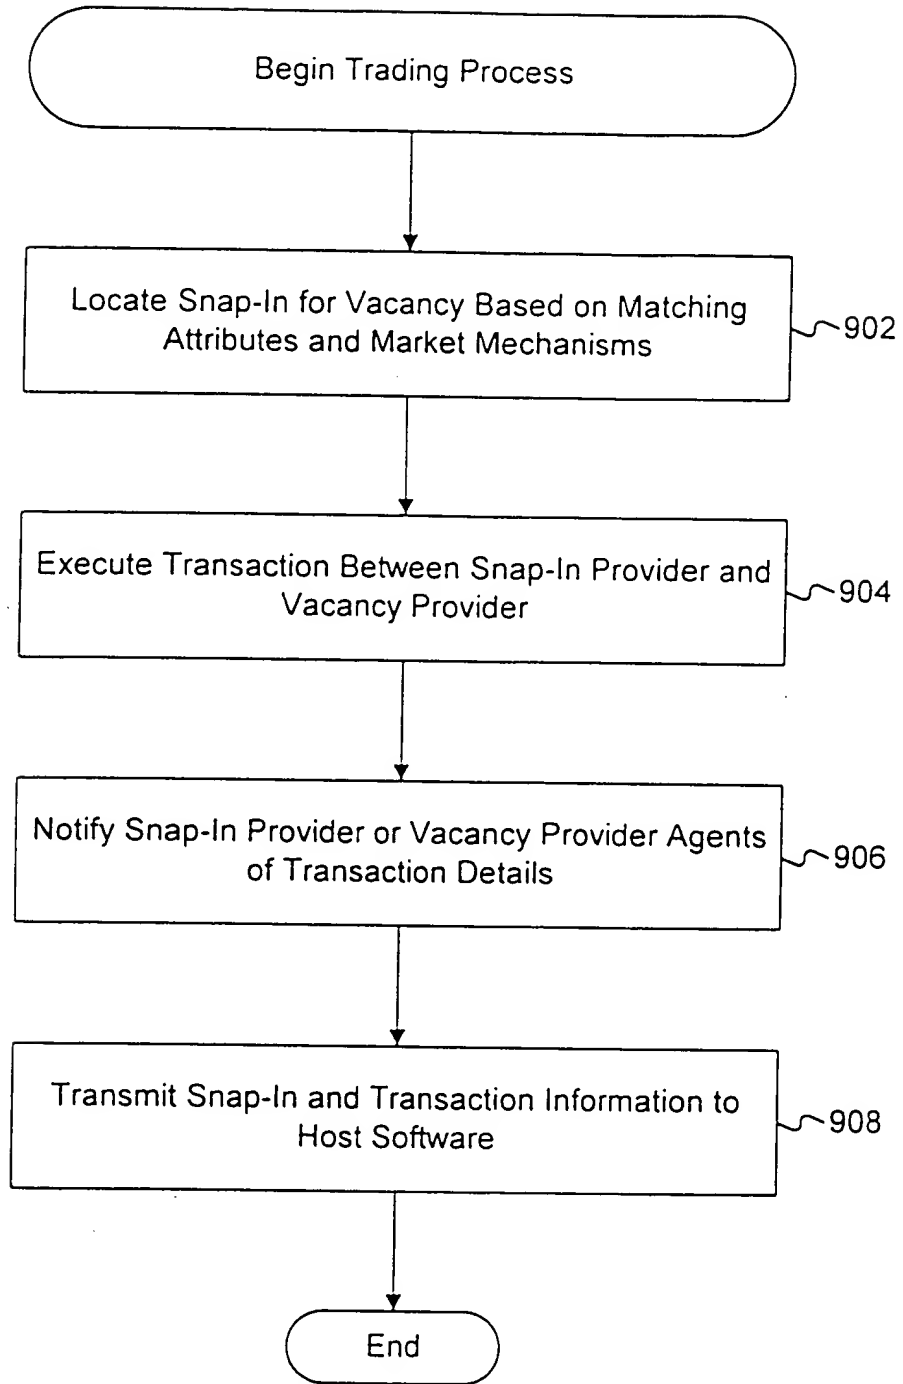 Begin Trading Process
Locate Snap-In for Vacancy Based on Matching
Attributes and Market Mechanisms
902
Execute Transaction Between Snap-In Provider and
Vacancy Provider
904
Notify Snap-In Provider or Vacancy Provider Agents
of Transaction Details
906
Transmit Snap-In and Transaction Information to
Host Software
908
End